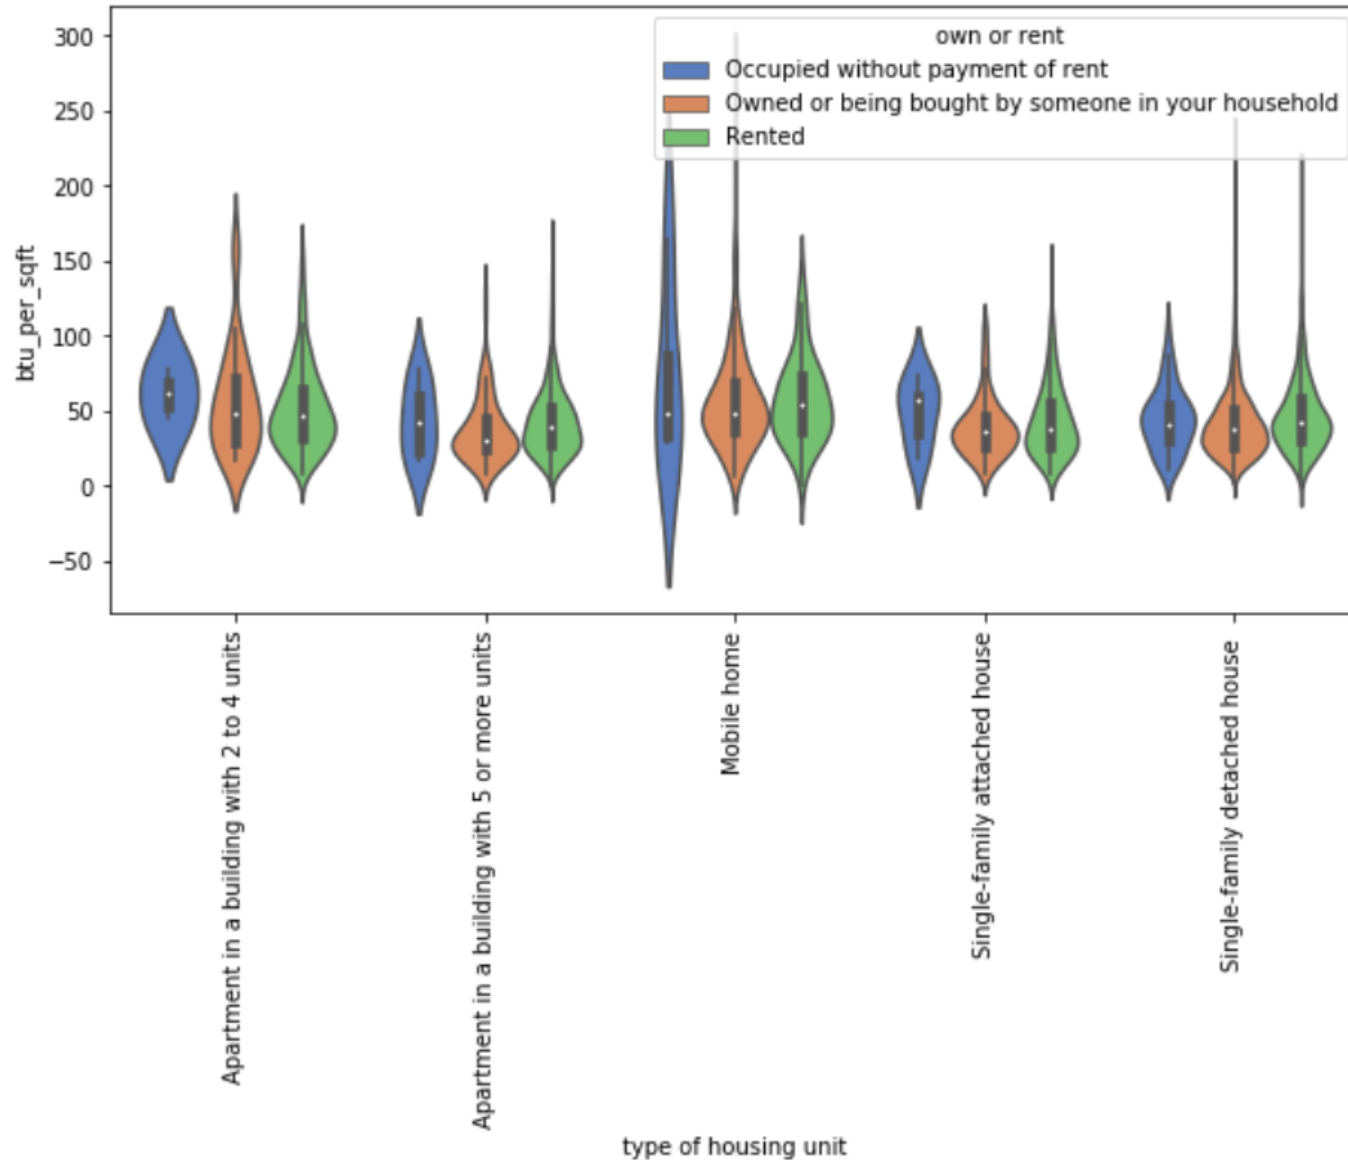 300
250
200
150
100
50
0
−50
btu_per_sqft
own or rent
Occupied without payment of rent
Owned or being bought by someone in your household
Rented
Apartment in a building with 2 to 4 units
Apartment in a building with 5 or more units
Mobile home
Single-family attached house
Single-family detached house
type of housing unit